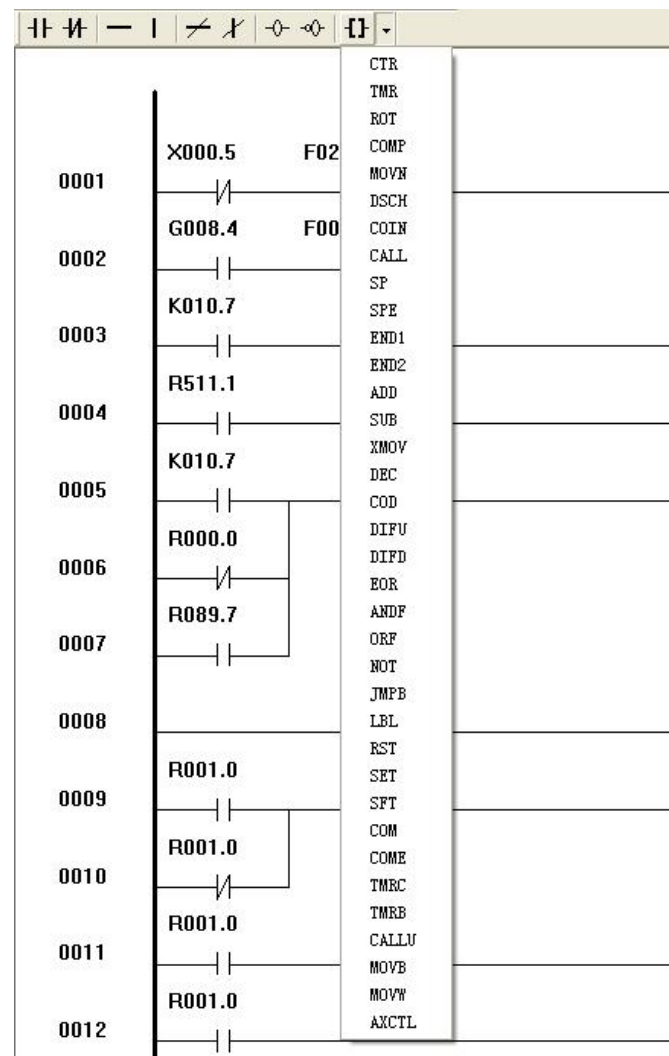 X000.5 F02
0001
G008.4 F00
0002
K010.7
0003
R511.1
0004
K010.7
0005
R000.0
0006
R089.7
0007
0008
R001.0
0009
R001.0
0010
R001.0
0011
R001.0
0012
CTR
TMR
ROT
COMP
MOVN
DSCH
COIN
CALL
SP
SPE
END1
END2
ADD
SUB
XMOV
DEC
COD
DIFU
DIFD
EOR
ANDF
ORF
NOT
JMPB
LBL
RST
SET
SFT
COM
COME
TMRC
TMRB
CALLU
MOVB
MOVW
AXCTL